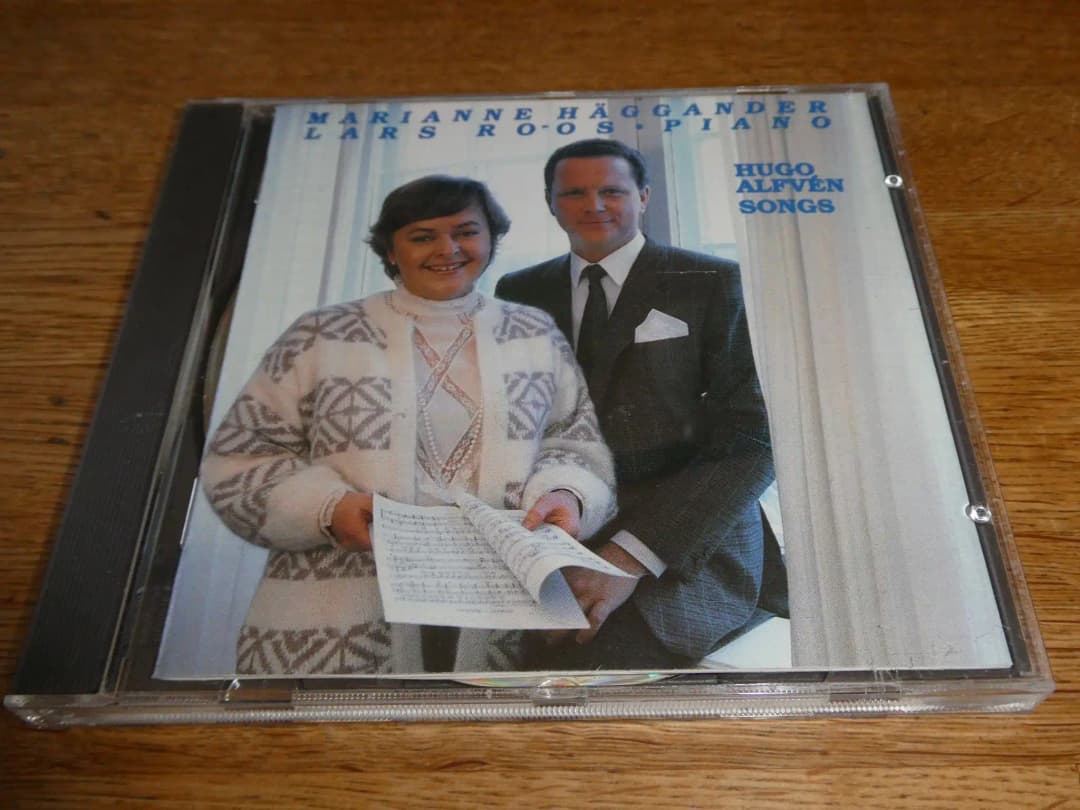 MARIANNE HÄGGANDER
LARS ROOS · PIANO
HUGO
ALFVÉN
SONGS